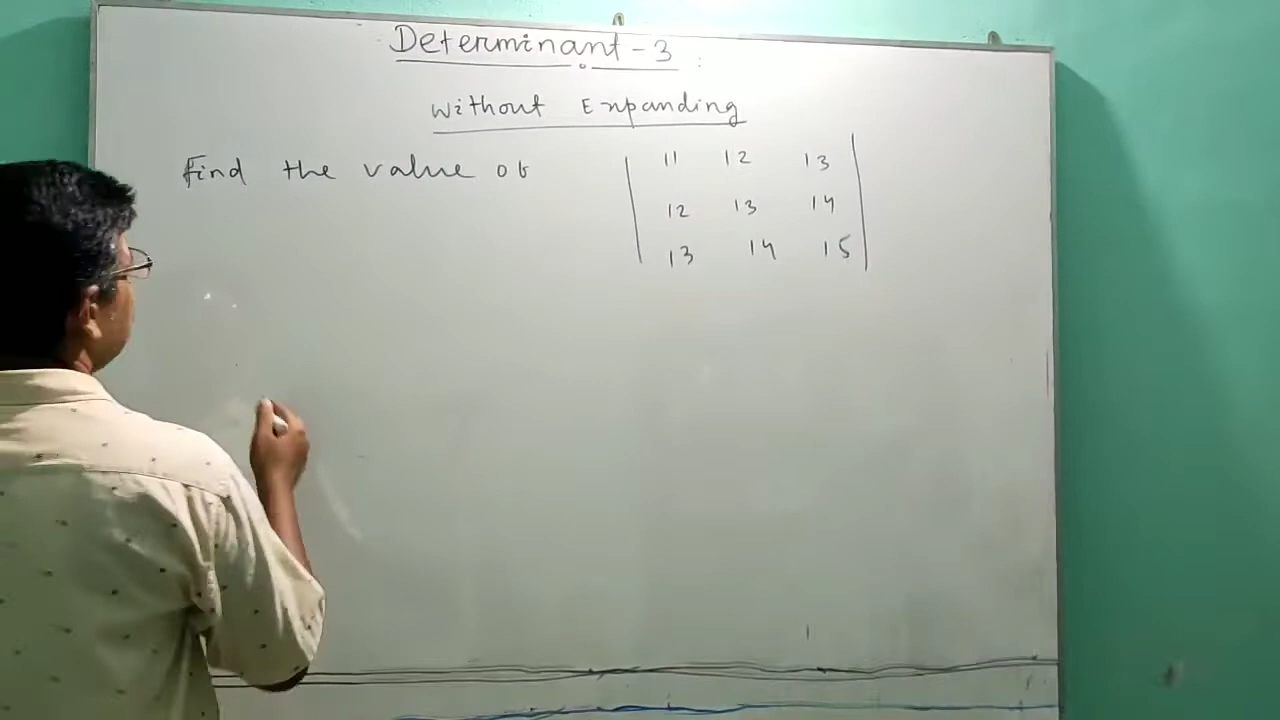 Determinant - 3
without Expanding
Find the value of
11 12 13
12 13 14
13 14 15